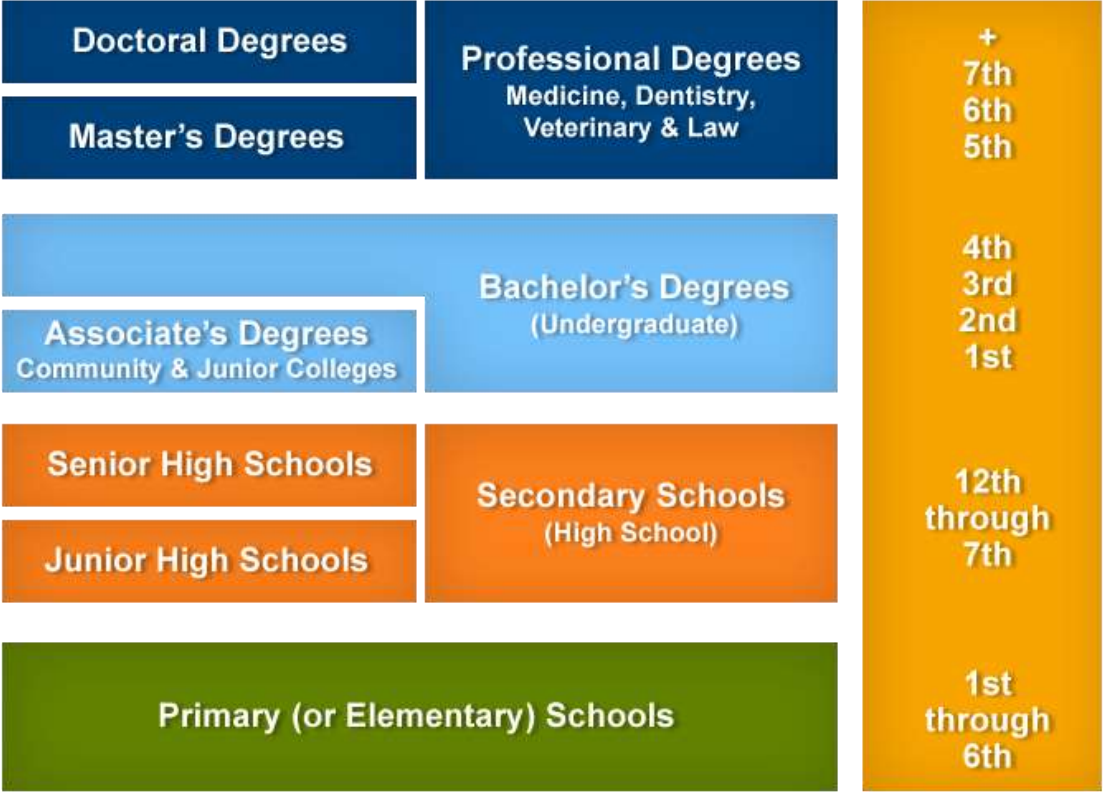 Doctoral Degrees
Master's Degrees
Professional Degrees
Medicine, Dentistry,
Veterinary & Law
+
7th
6th
5th
Bachelor's Degrees
(Undergraduate)
Associate's Degrees
Community & Junior Colleges
4th
3rd
2nd
1st
Senior High Schools
Junior High Schools
Secondary Schools
(High School)
12th
through
7th
Primary (or Elementary) Schools
1st
through
6th